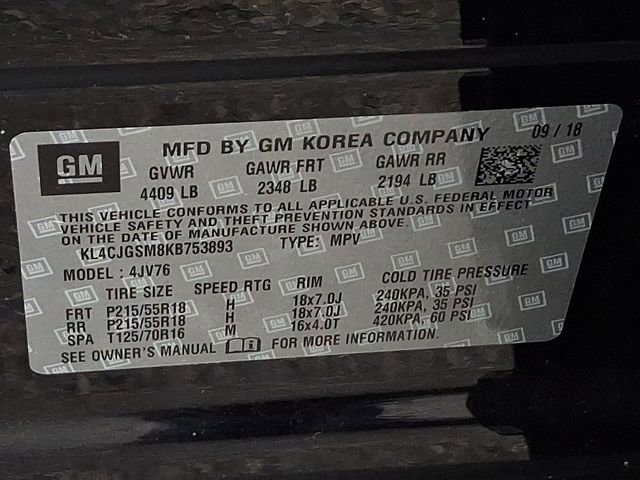 MFD BY GM KOREA COMPANY 09 / 18
GM
GVWR GAWR FRT GAWR RR
4409 LB 2348 LB 2194 LB
THIS VEHICLE CONFORMS TO ALL APPLICABLE U.S. FEDERAL MOTOR
VEHICLE SAFETY AND THEFT PREVENTION STANDARDS IN EFFECT
ON THE DATE OF MANUFACTURE SHOWN ABOVE.
KL4CJGSM8KB753893 TYPE: MPV
MODEL : 4JV76
TIRE SIZE SPEED RTG RIM COLD TIRE PRESSURE
FRT P215/55R18 H 18x7.0J 240KPA, 35 PSI
RR P215/55R18 H 18x7.0J 240KPA, 35 PSI
SPA T125/70R16 M 16x4.0T 420KPA, 60 PSI
SEE OWNER'S MANUAL FOR MORE INFORMATION.